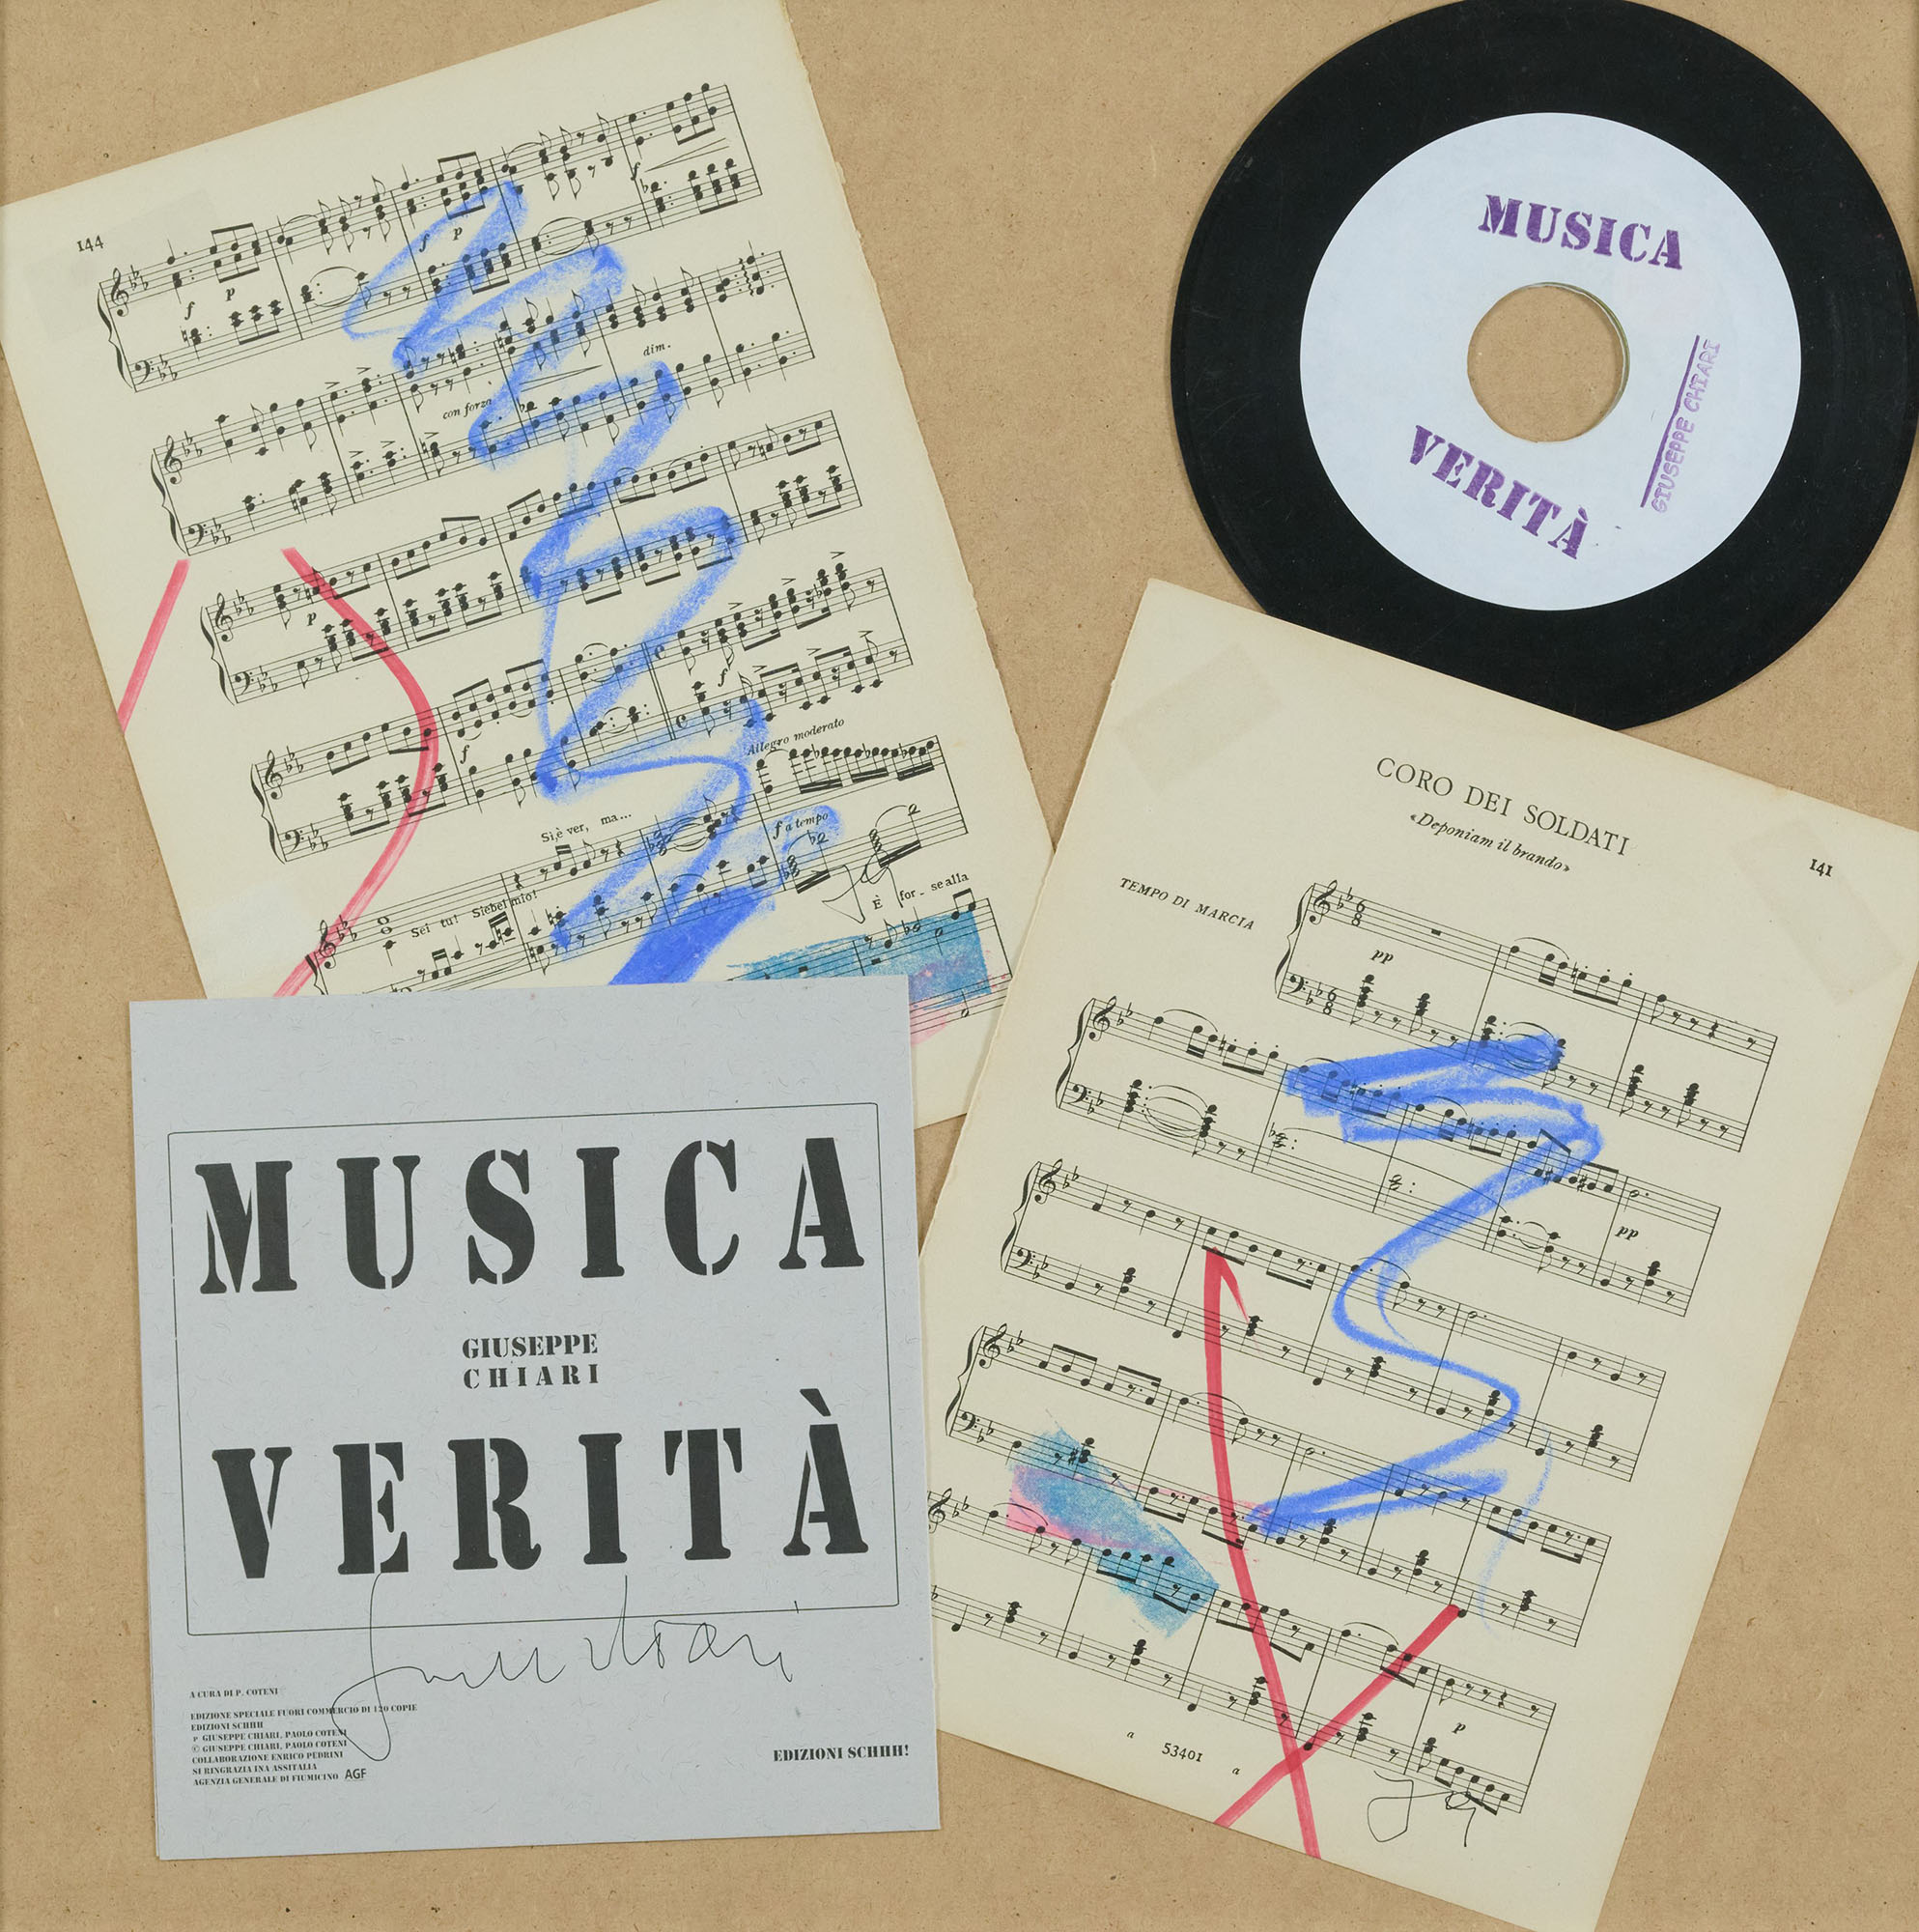 144
f
p
f
p
f
con forza
dim.
p
f
f
Allegro moderato
Si,è ver, ma...
f a tempo
Sei tu! Siebel mio!
È for - se alla
MUSICA
VERITÀ
GIUSEPPE CHIARI
CORO DEI SOLDATI
«Deponiam il brando»
141
TEMPO DI MARCIA
pp
pp
p
a 53401 a
MUSICA
GIUSEPPE
CHIARI
VERITÀ
A CURA DI P. COTENI
EDIZIONE SPECIALE FUORI COMMERCIO DI 120 COPIE
EDIZIONI SCHHH
P GIUSEPPE CHIARI, PAOLO COTENI
© GIUSEPPE CHIARI, PAOLO COTENI
COLLABORAZIONE ENRICO PUDRINI
SI RINGRAZIA INA ASSITALIA
AGENZIA GENERALE DI FIUMICINO AGF
EDIZIONI SCHHH!